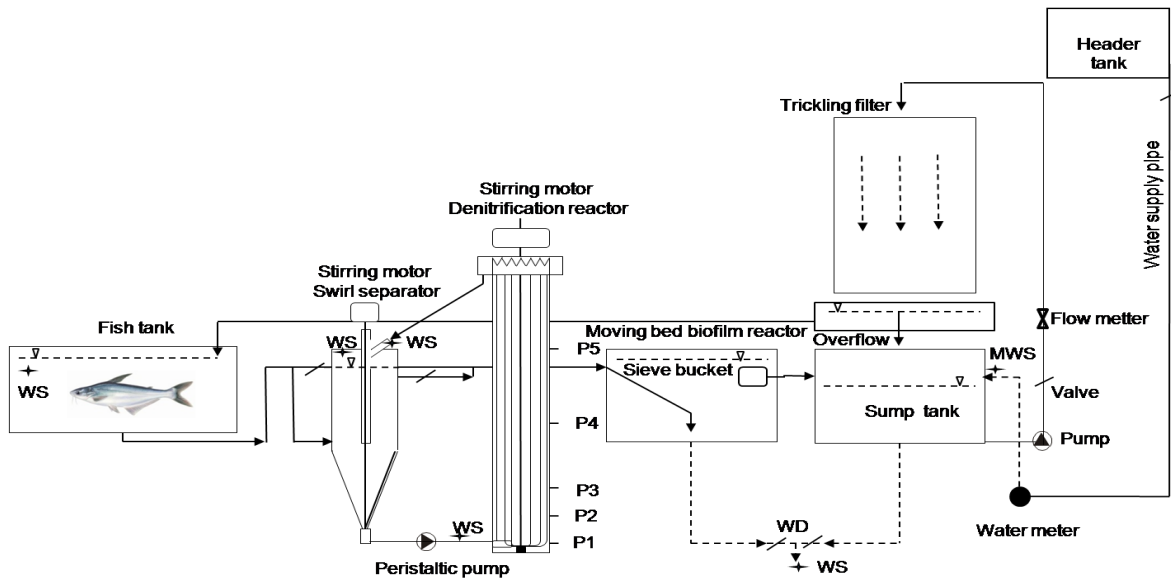 Header
tank
Trickling filter
Water supply pipe
Stirring motor
Denitrification reactor
Stirring motor
Swirl separator
Fish tank
Moving bed biofilm reactor
Overflow
Flow metter
WS
WS
P5
Sieve bucket
MWS
WS
Valve
Sump tank
P4
Pump
P3
P2
WS
P1
WD
Water meter
Peristaltic pump
WS